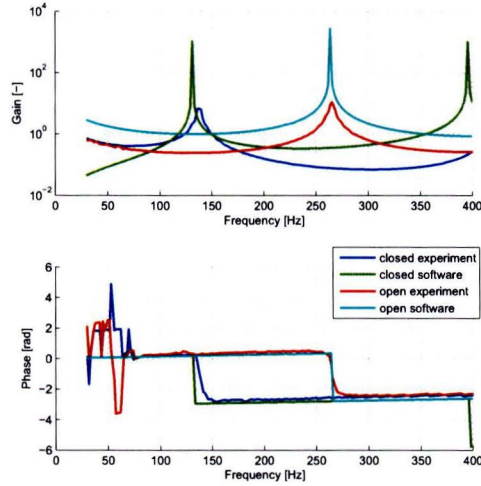 10^4
10^2
10^0
10^-2
Gain [−]
0 50 100 150 200 250 300 350 400
Frequency [Hz]
closed experiment
closed software
open experiment
open software
6
4
2
0
−2
−4
−6
Phase [rad]
0 50 100 150 200 250 300 350 400
Frequency [Hz]